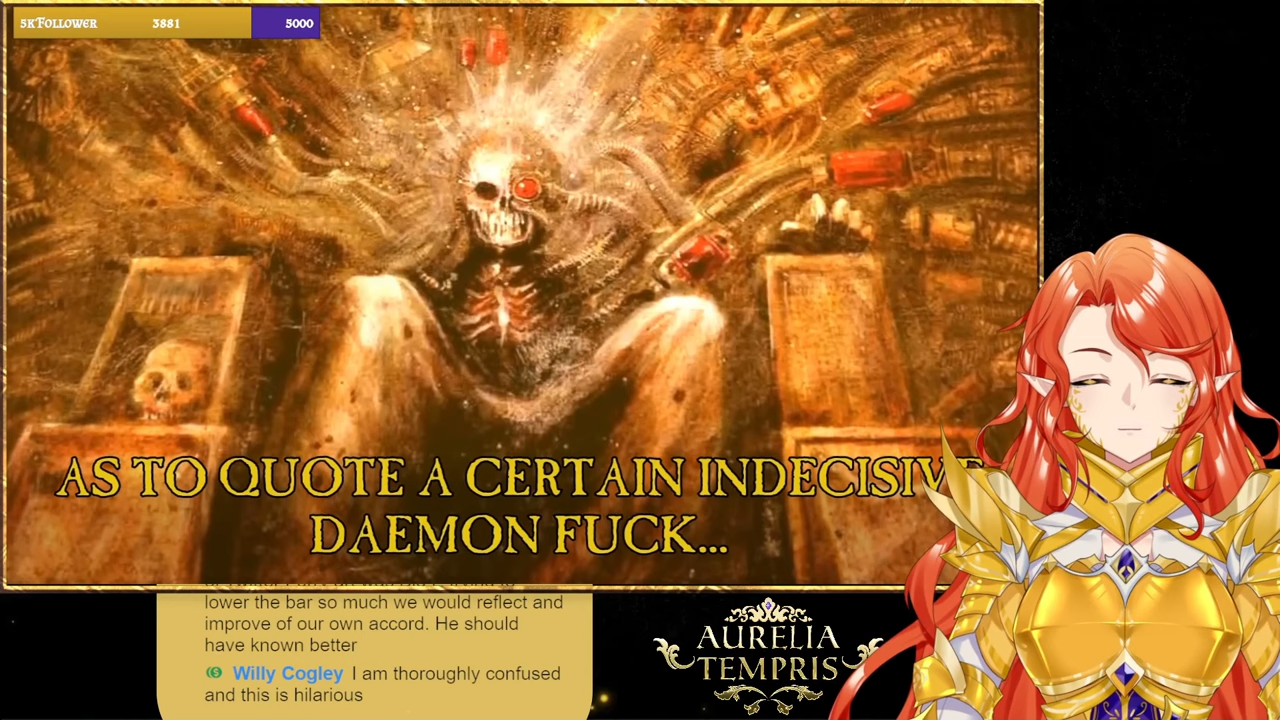 5K Follower 3881 5000
AS TO QUOTE A CERTAIN INDECISIVE
DAEMON FUCK...
lower the bar so much we would reflect and
improve of our own accord. He should
have known better
Willy Cogley I am thoroughly confused
and this is hilarious
AURELIA
TEMPRIS